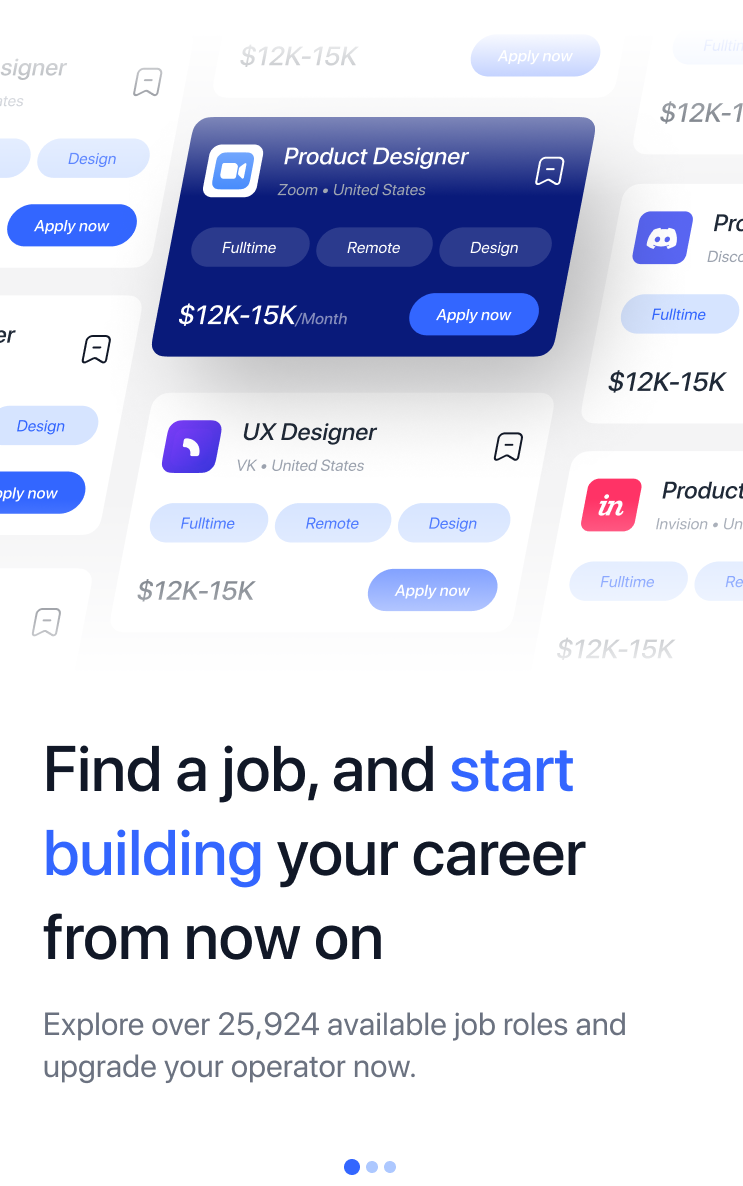 $12K-15K
Apply now
signer
Design
Apply now
$12K-1
Product Designer
Zoom • United States
Fulltime
Remote
Design
$12K-15K/Month
Apply now
Pro
Disco
Fulltime
$12K-15K
er
Design
pply now
UX Designer
VK • United States
Fulltime
Remote
Design
$12K-15K
Apply now
in
Product
Invision • Un
Fulltime
Re
$12K-15K
Find a job, and start
building your career
from now on
Explore over 25,924 available job roles and
upgrade your operator now.